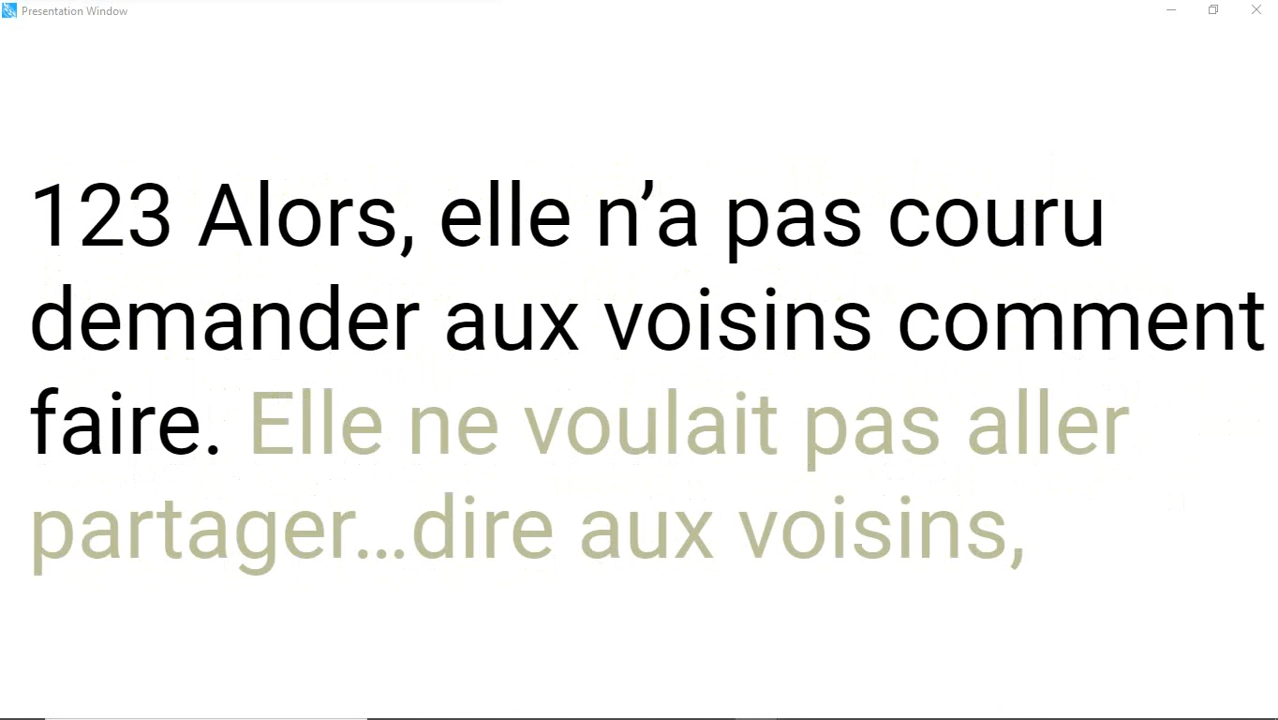 Presentation Window
123 Alors, elle n’a pas couru
demander aux voisins comment
faire. Elle ne voulait pas aller
partager…dire aux voisins,